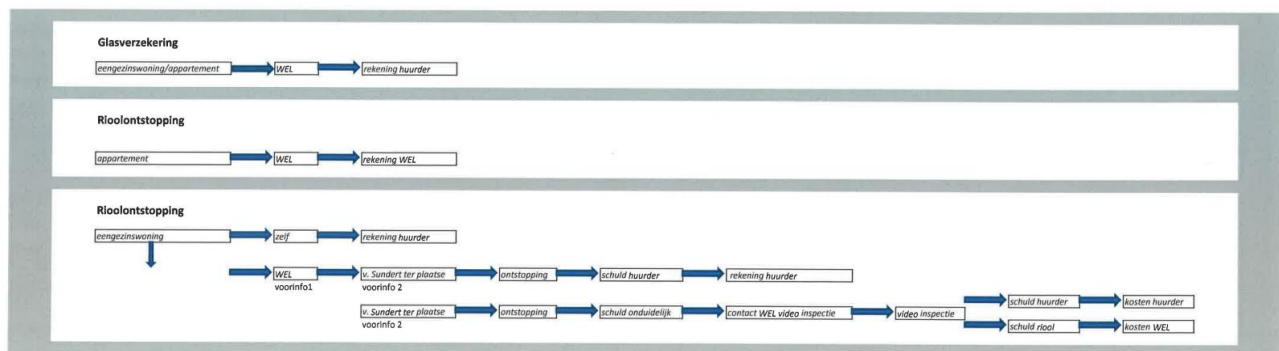 Glasverzekering
eengezinswoning/appartement WEL rekening huurder
Rioolontstopping
appartement WEL rekening WEL
Rioolontstopping
eengezinswoning zelf rekening huurder
WEL v. Sundert ter plaatse ontstopping schuld huurder rekening huurder
voorinfo1 voorinfo 2
schuld huurder kosten huurder
v. Sundert ter plaatse ontstopping schuld onduidelijk contact WEL video inspectie video inspectie
voorinfo 2
schuld riool kosten WEL